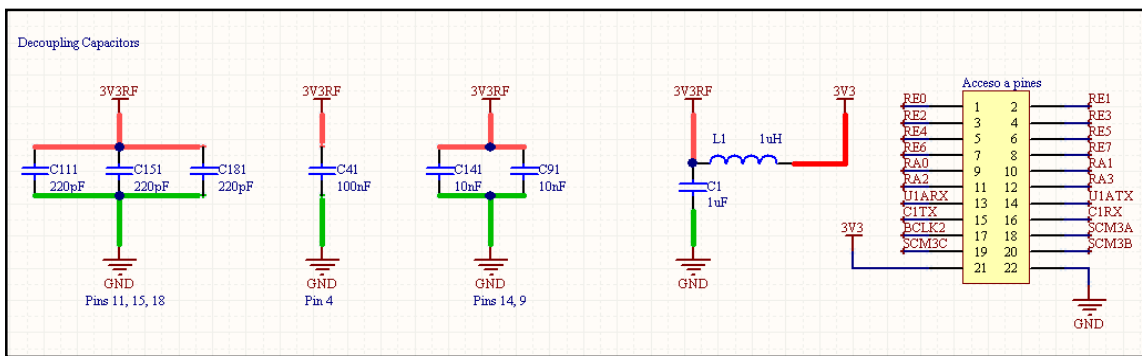 Decoupling Capacitors
3V3RF
C111
220pF
C151
220pF
C181
220pF
GND
Pins 11, 15, 18
3V3RF
C41
100nF
GND
Pin 4
3V3RF
C141
10nF
C91
10nF
GND
Pins 14, 9
3V3RF
3V3
L1 1uH
C1
1uF
GND
Acceso a pines
RE0 1 2 RE1
RE2 3 4 RE3
RE4 5 6 RE5
RE6 7 8 RE7
RA0 9 10 RA1
RA2 11 12 RA3
U1ARX 13 14 U1ATX
C1TX 15 16 C1RX
BCLK2 17 18 SCM3A
SCM3C 19 20 SCM3B
3V3 21 22
GND